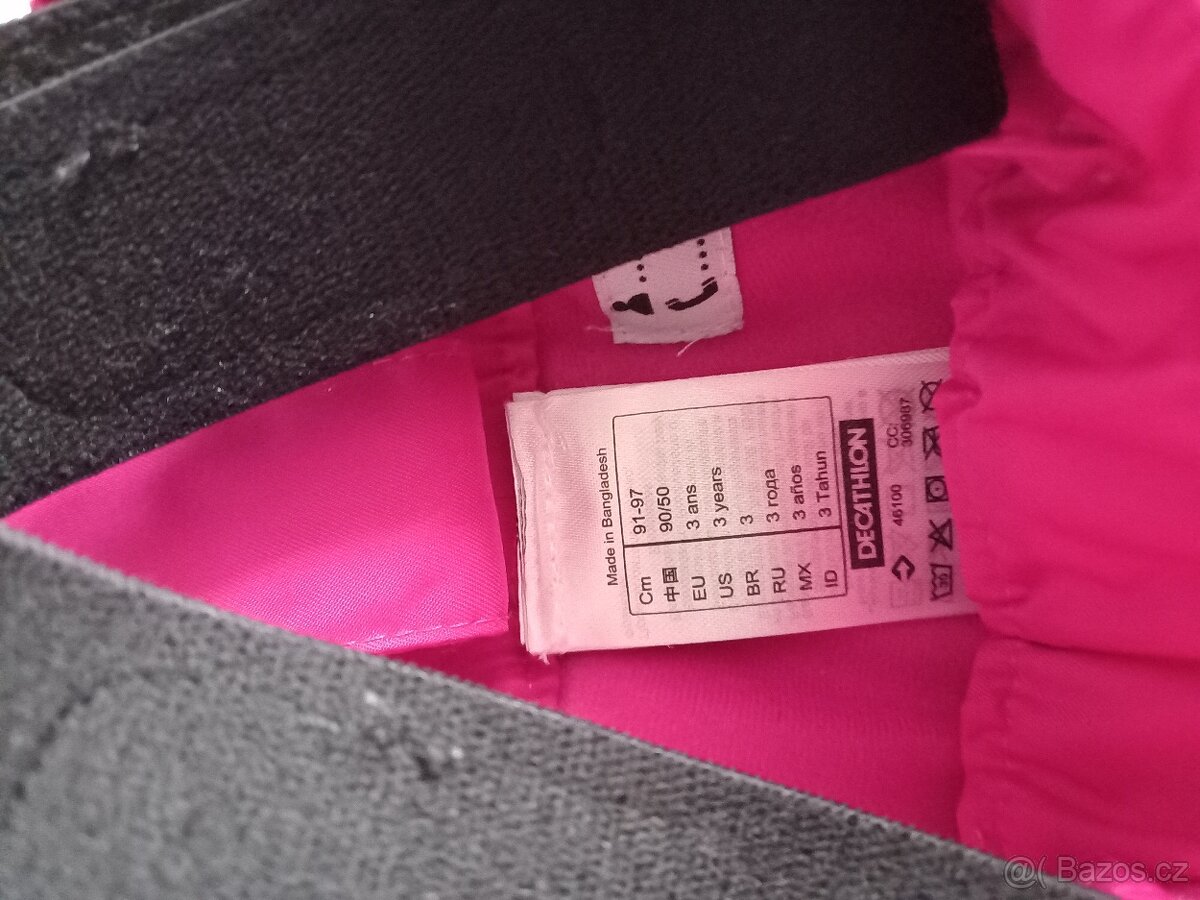 Made in Bangladesh
Cm 91-97
中国 90/50
EU 3 ans
US 3 years
BR 3
RU 3 года
MX 3 años
ID 3 Tahun
DECATHLON
46100
CC:
306987
@( Bazos.cz